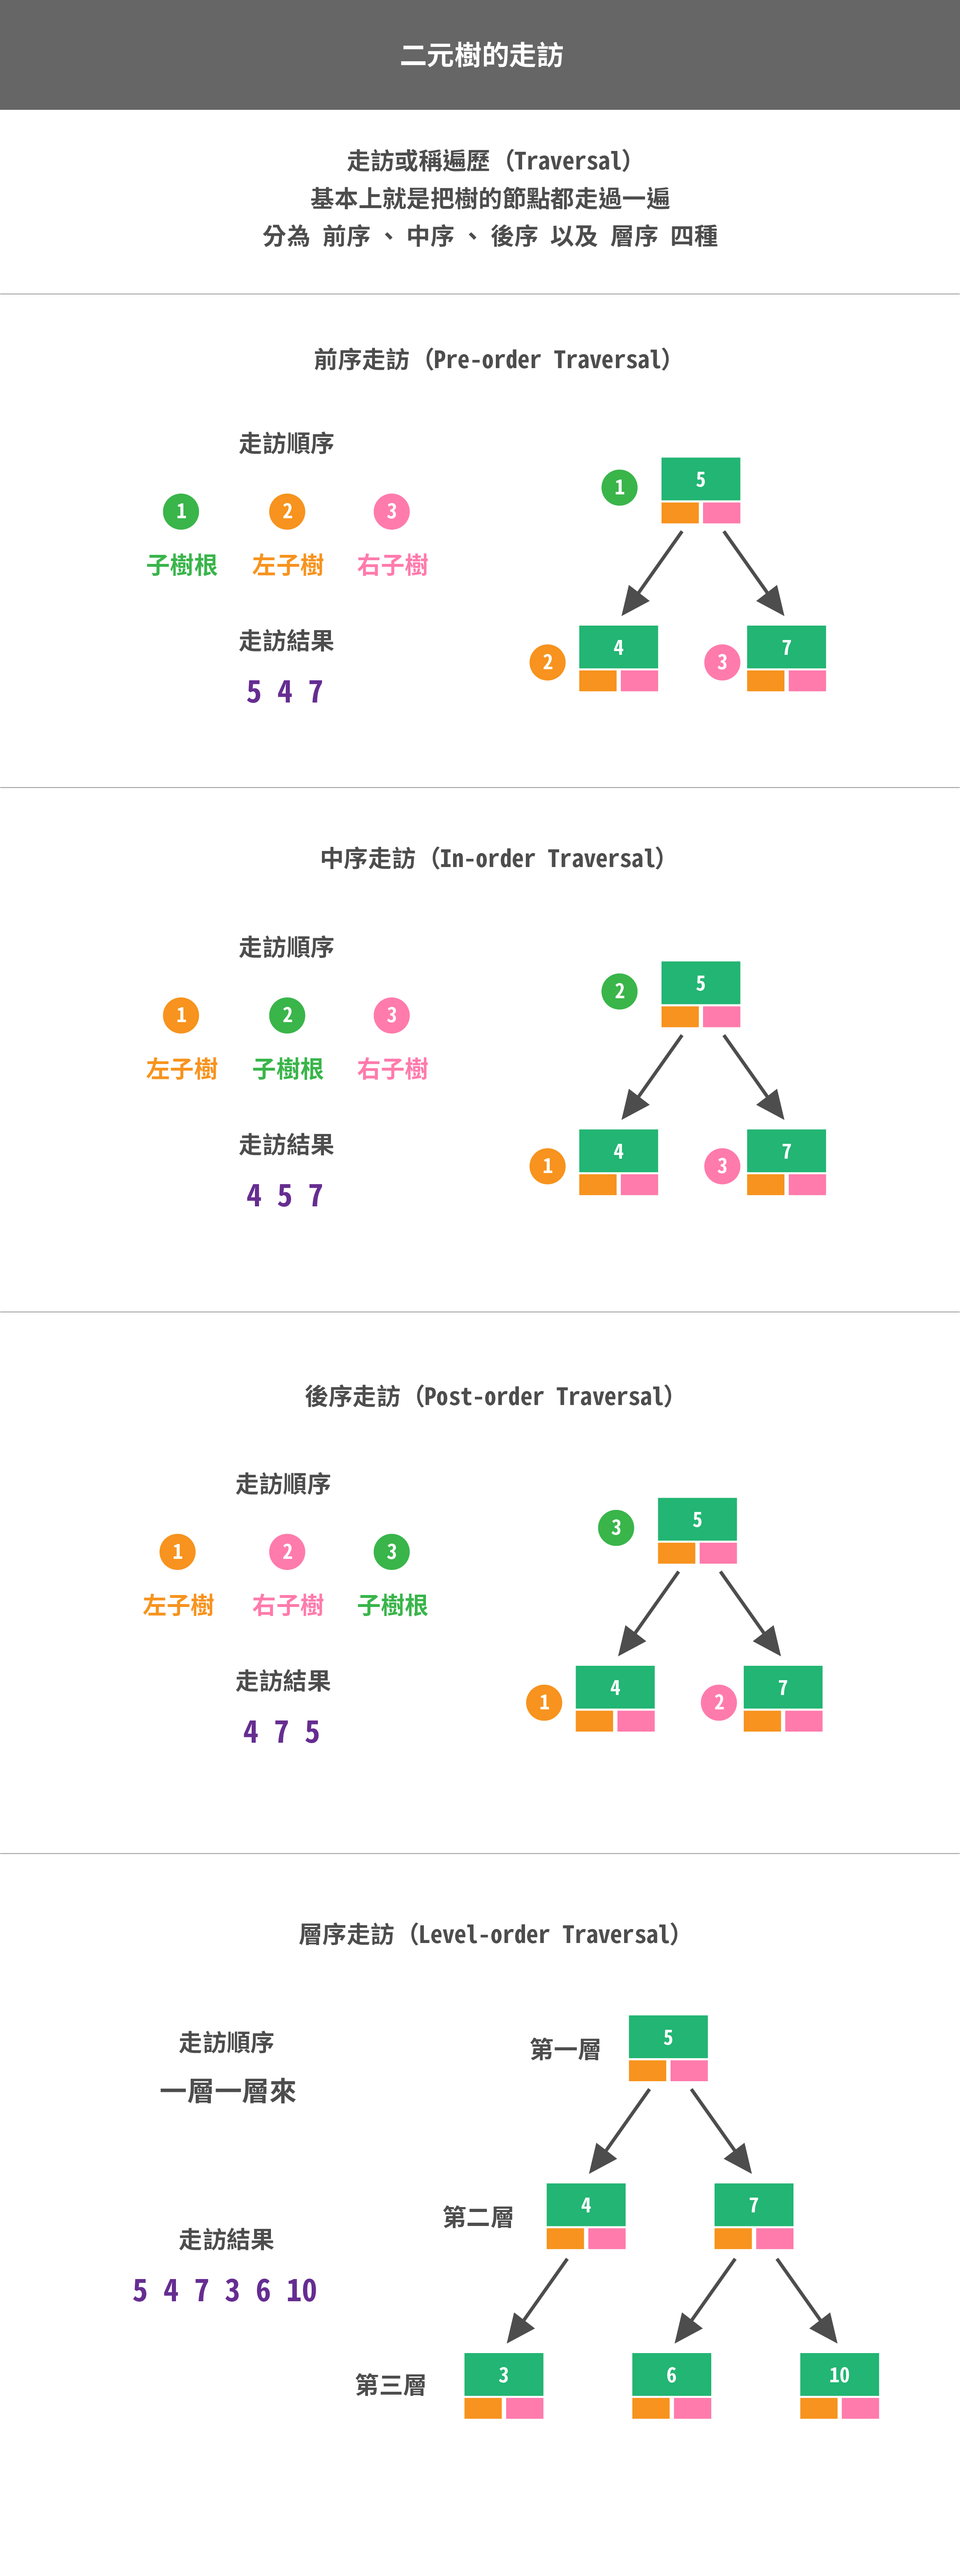 二元樹的走訪
走訪或稱遍歷（Traversal）
基本上就是把樹的節點都走過一遍
分為 前序 、 中序 、 後序 以及 層序 四種
前序走訪（Pre-order Traversal）
走訪順序
1 2 3
子樹根 左子樹 右子樹
走訪結果
5 4 7
1 5
2 4 3 7
中序走訪（In-order Traversal）
走訪順序
1 2 3
左子樹 子樹根 右子樹
走訪結果
4 5 7
2 5
1 4 3 7
後序走訪（Post-order Traversal）
走訪順序
1 2 3
左子樹 右子樹 子樹根
走訪結果
4 7 5
3 5
1 4 2 7
層序走訪（Level-order Traversal）
走訪順序
一層一層來
走訪結果
5 4 7 3 6 10
第一層 5
第二層 4 7
第三層 3 6 10